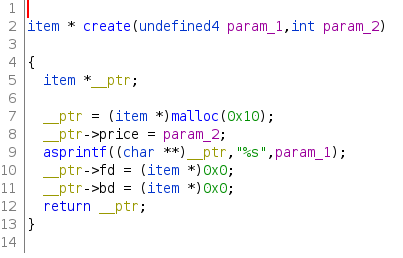 1
2 item * create(undefined4 param_1,int param_2)
3
4 {
5   item *__ptr;
6
7   __ptr = (item *)malloc(0x10);
8   __ptr->price = param_2;
9   asprintf((char **)__ptr,"%s",param_1);
10   __ptr->fd = (item *)0x0;
11   __ptr->bd = (item *)0x0;
12   return __ptr;
13 }
14